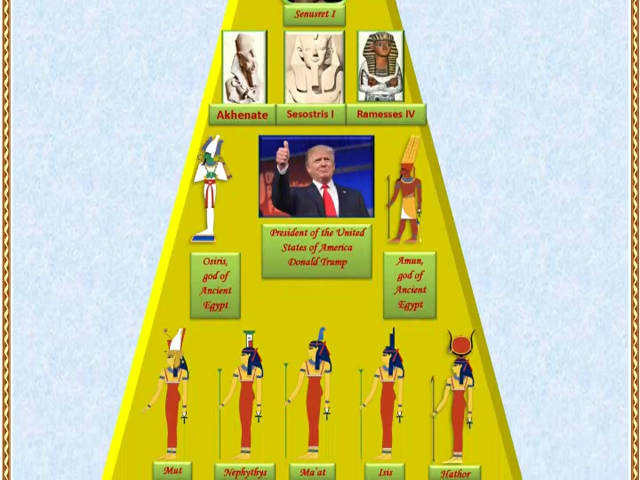 Senusret I
Akhenate
Sesostris I
Ramesses IV
President of the United
States of America
Donald Trump
Osiris,
god of
Ancient
Egypt
Amun,
god of
Ancient
Egypt
Mut
Nephythys
Ma'at
Isis
Hathor